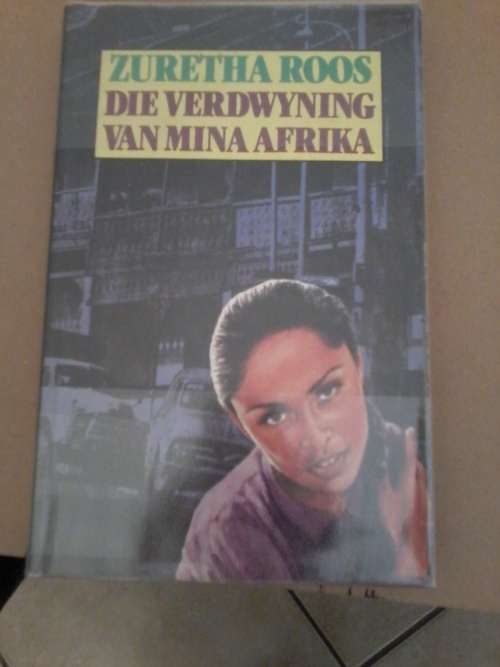 ZURETHA ROOS
DIE VERDWYNING
VAN MINA AFRIKA